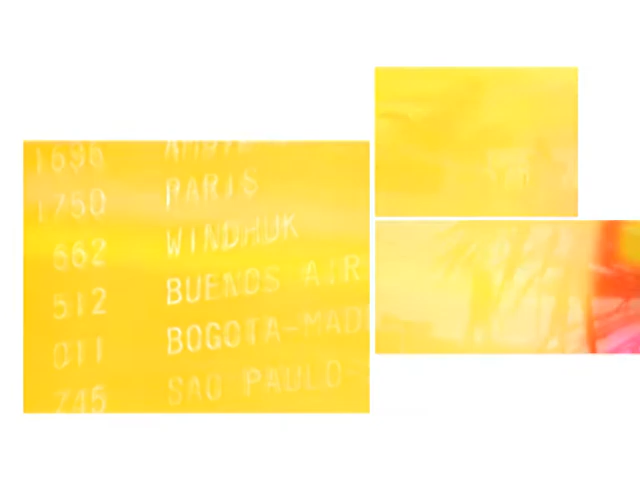 1696
1750 PARIS
662 WINDHUK
512 BUENOS AIR
011 BOGOTA-MAD
745 SAO PAULO-